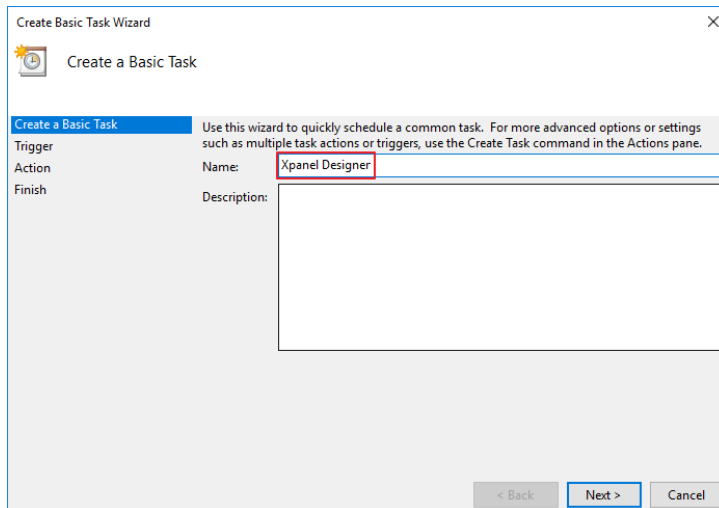 Create Basic Task Wizard
Create a Basic Task
Create a Basic Task
Trigger
Action
Finish
Use this wizard to quickly schedule a common task. For more advanced options or settings
such as multiple task actions or triggers, use the Create Task command in the Actions pane.
Name:
Xpanel Designer
Description:
< Back
Next >
Cancel